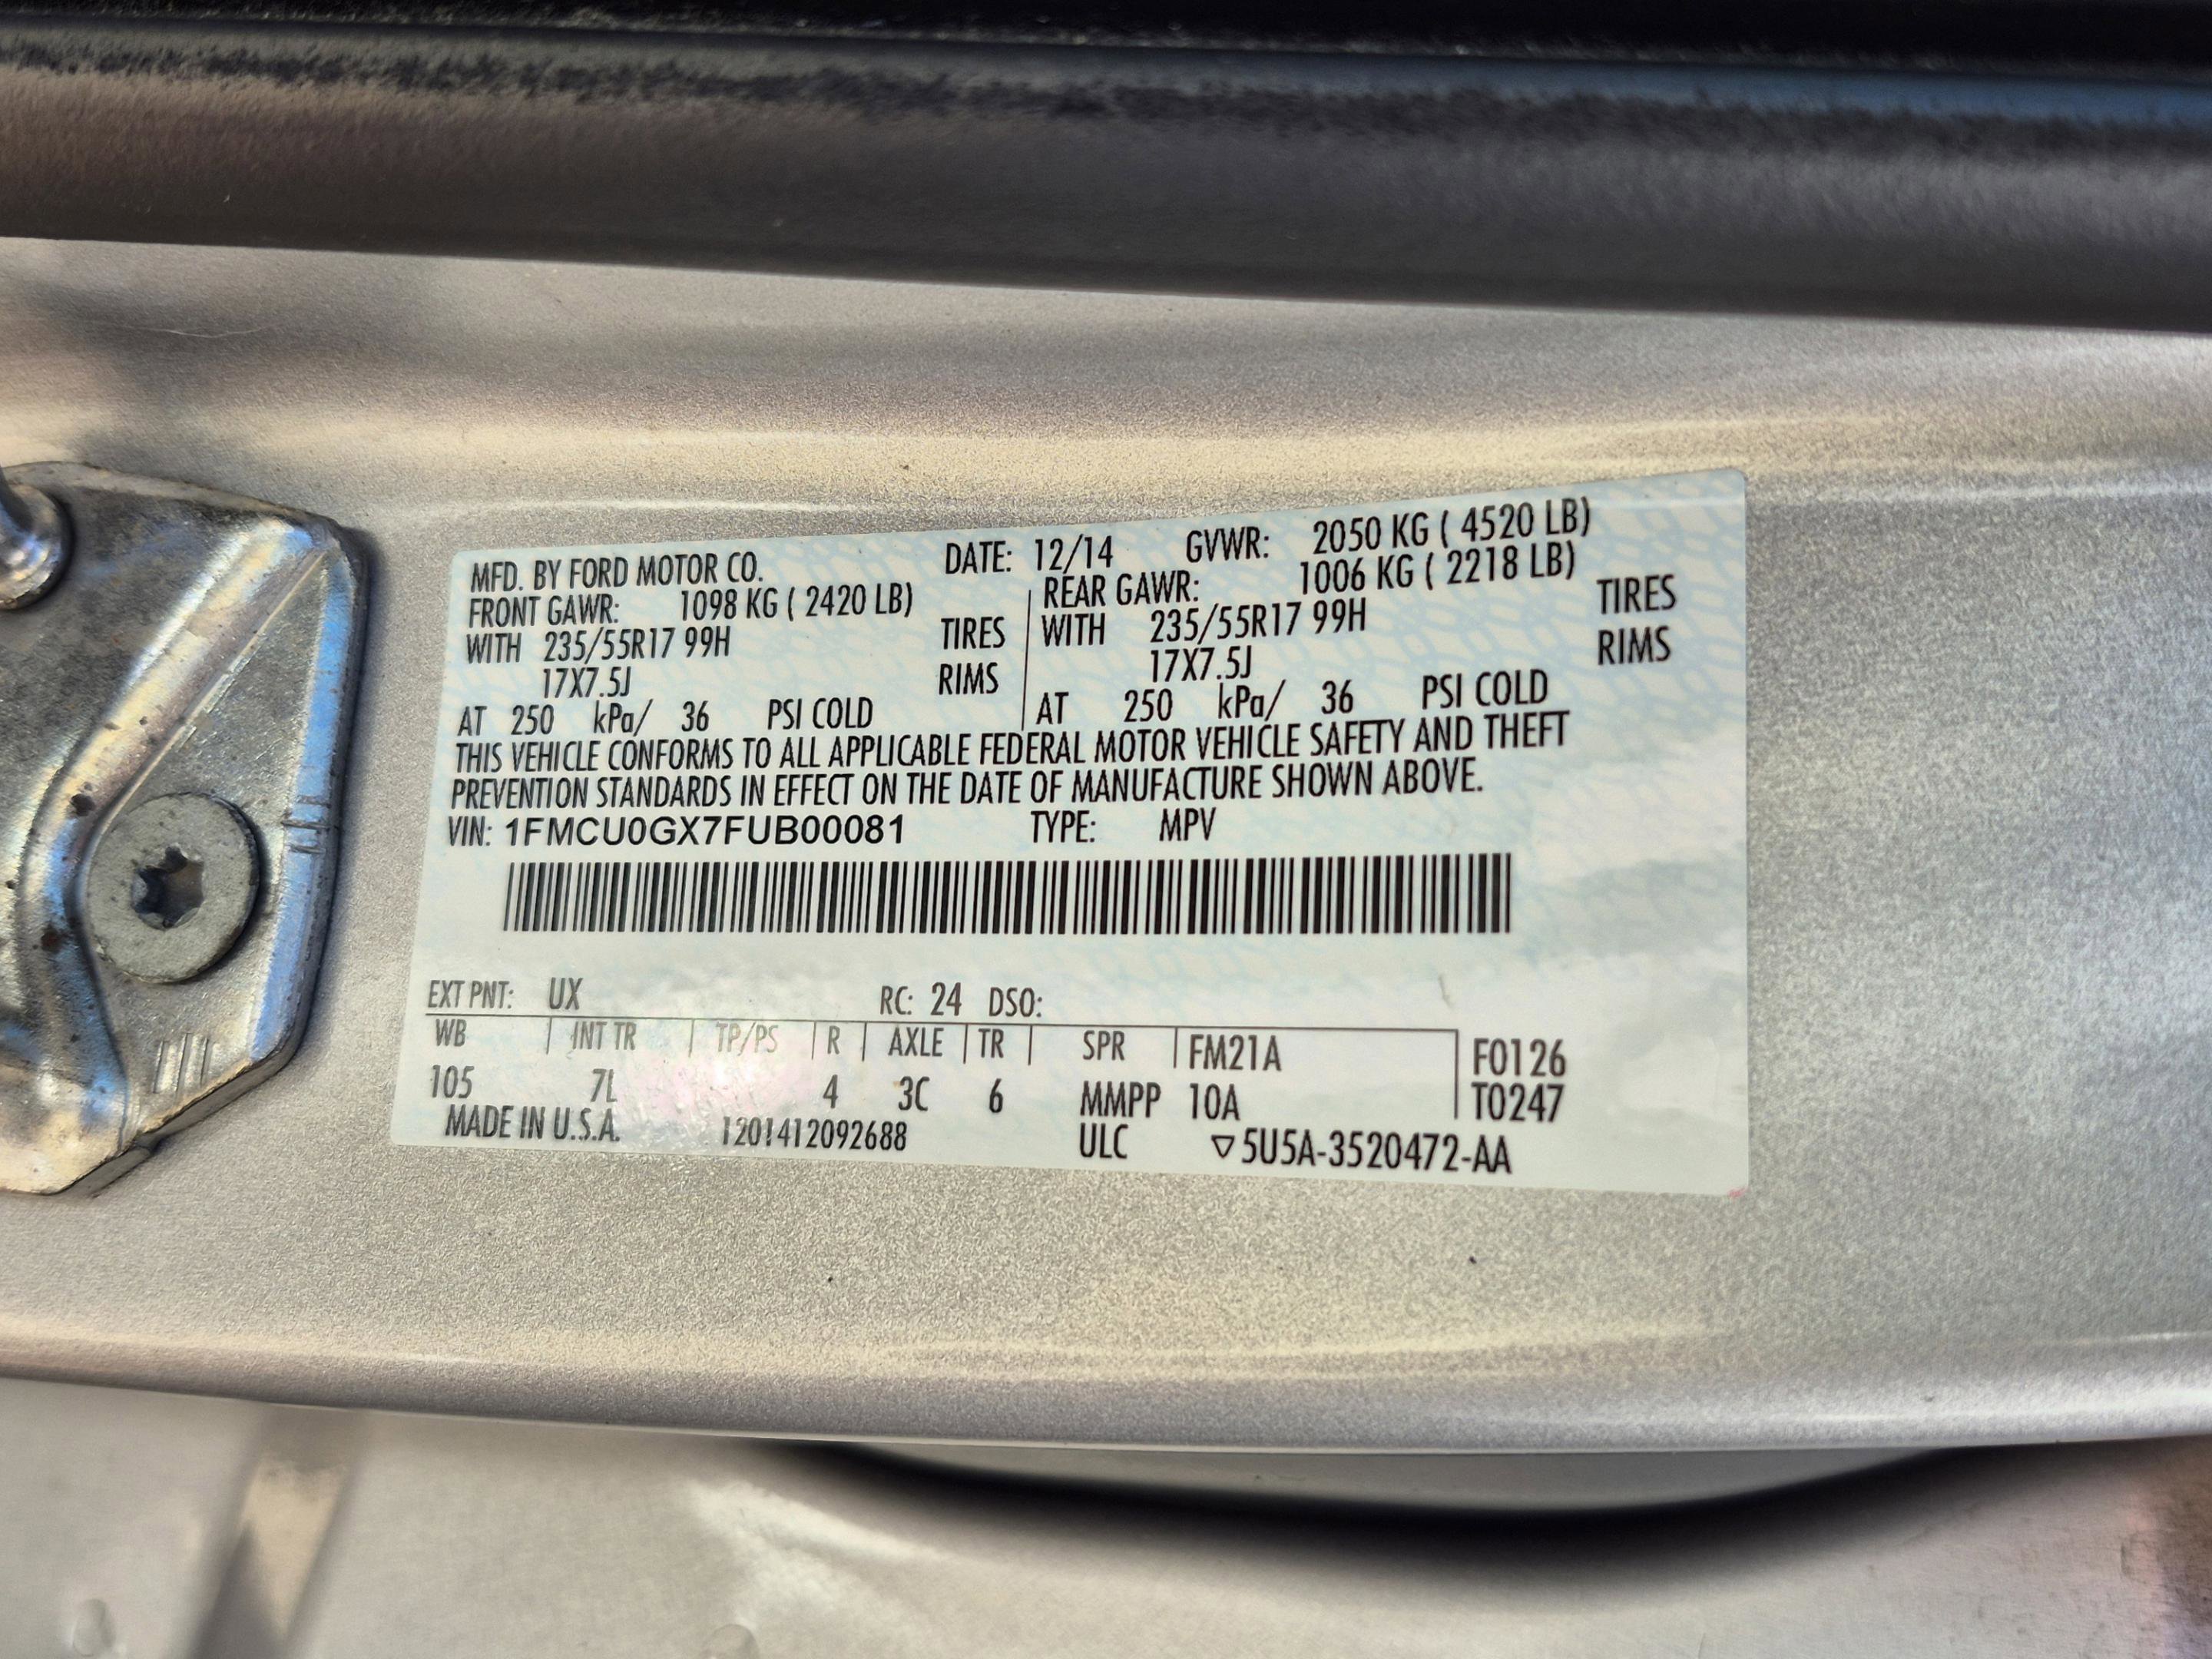 MFD. BY FORD MOTOR CO. DATE: 12/14 GVWR: 2050 KG ( 4520 LB)
FRONT GAWR: 1098 KG ( 2420 LB) REAR GAWR: 1006 KG ( 2218 LB)
WITH 235/55R17 99H TIRES WITH 235/55R17 99H TIRES
17X7.5J RIMS 17X7.5J RIMS
AT 250 kPa/ 36 PSI COLD AT 250 kPa/ 36 PSI COLD
THIS VEHICLE CONFORMS TO ALL APPLICABLE FEDERAL MOTOR VEHICLE SAFETY AND THEFT
PREVENTION STANDARDS IN EFFECT ON THE DATE OF MANUFACTURE SHOWN ABOVE.
VIN: 1FMCU0GX7FUB00081 TYPE: MPV
EXT PNT: UX RC: 24 DSO:
WB INT TR TP/PS R AXLE TR SPR FM21A F0126
105 7L 4 3C 6 MMPP 10A T0247
MADE IN U.S.A. 1201412092688 ULC ▽5U5A-3520472-AA